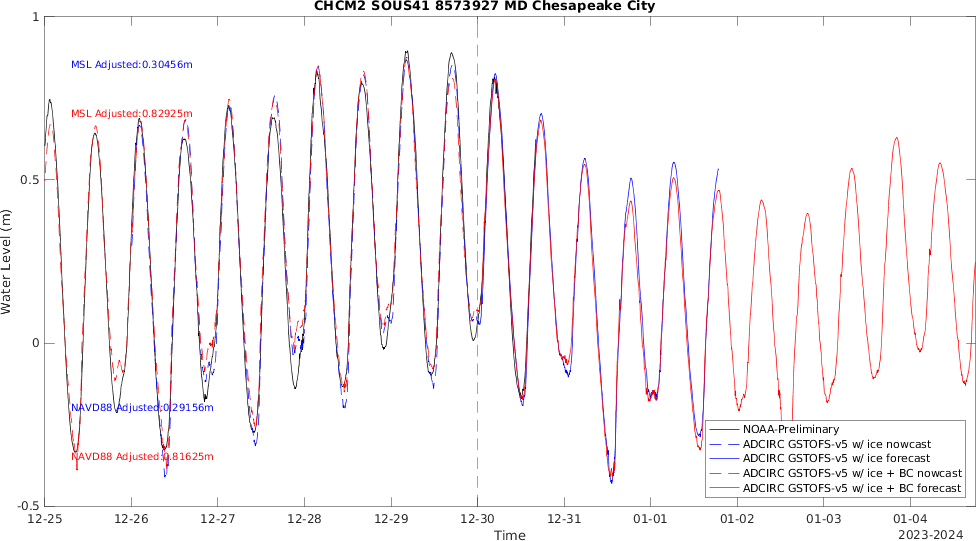 CHCM2 SOUS41 8573927 MD Chesapeake City
1
0.5
0
-0.5
Water Level (m)
MSL Adjusted:0.30456m
MSL Adjusted:0.82925m
NAVD88 Adjusted:0.29156m
NAVD88 Adjusted:0.81625m
NOAA-Preliminary
ADCIRC GSTOFS-v5 w/ ice nowcast
ADCIRC GSTOFS-v5 w/ ice forecast
ADCIRC GSTOFS-v5 w/ ice + BC nowcast
ADCIRC GSTOFS-v5 w/ ice + BC forecast
12-25 12-26 12-27 12-28 12-29 12-30 12-31 01-01 01-02 01-03 01-04
Time
2023-2024